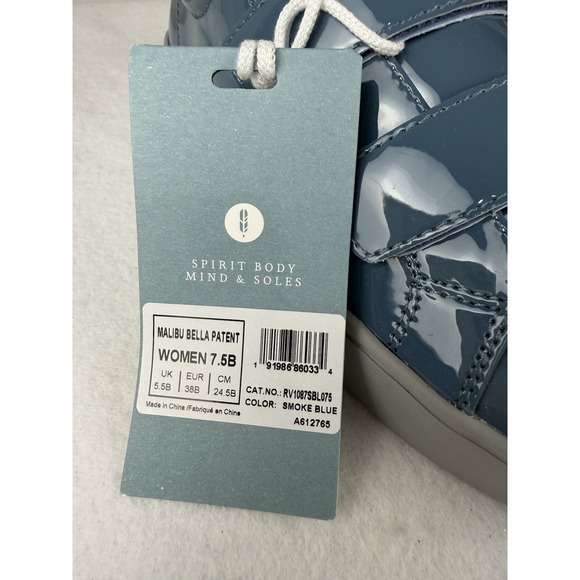 SPIRIT BODY
MIND & SOLES
MALIBU BELLA PATENT
WOMEN 7.5B
UK EUR CM
5.5B 38B 24.5B
Made in China /Fabriqué en China
1 91986 86033 4
CAT.NO.: RV1087SBL075
COLOR: SMOKE BLUE
A612765